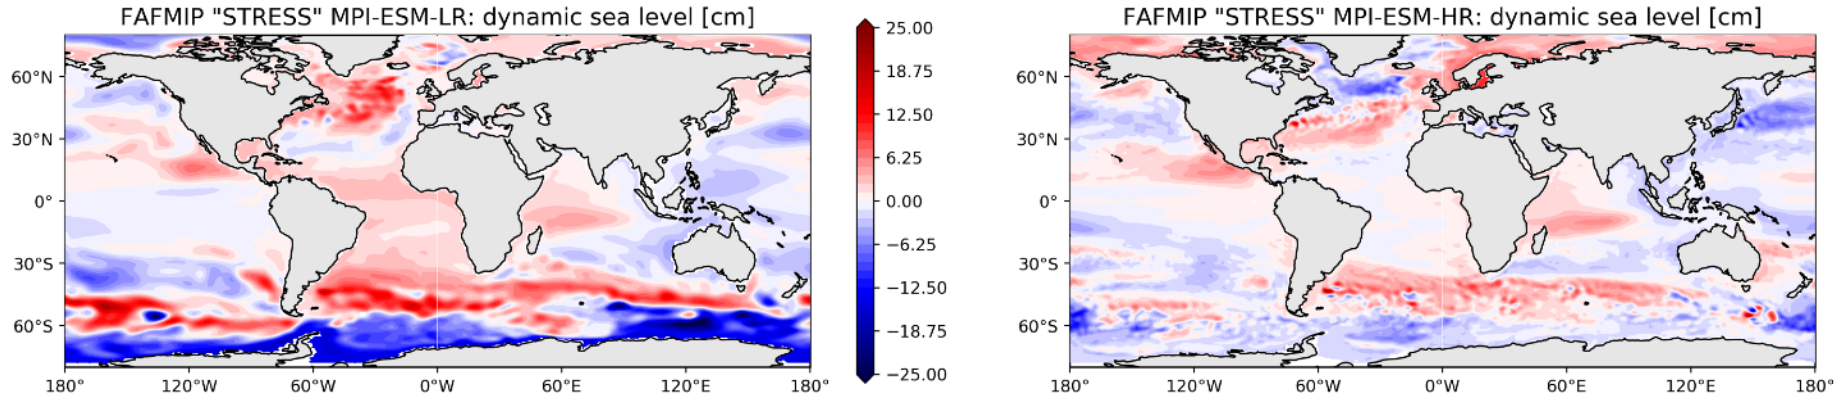 FAFMIP "STRESS" MPI-ESM-LR: dynamic sea level [cm]
60°N
30°N
0°
30°S
60°S
180°
120°W
60°W
0°W
60°E
120°E
180°
25.00
18.75
12.50
6.25
0.00
−6.25
−12.50
−18.75
−25.00
FAFMIP "STRESS" MPI-ESM-HR: dynamic sea level [cm]
60°N
30°N
0°
30°S
60°S
180°
120°W
60°W
0°W
60°E
120°E
180°